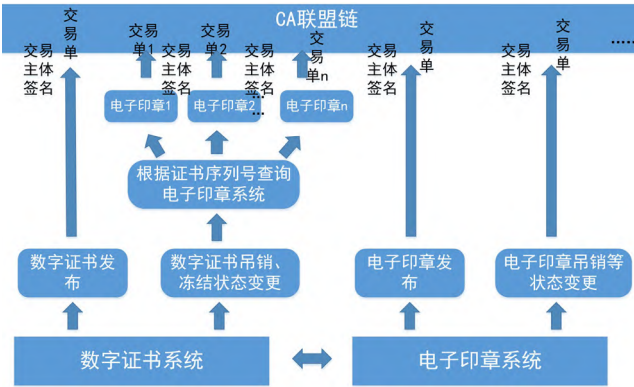 CA联盟链
交易单
交易主体签名
交易
单1
交易
主体
签名
交易
单2
交易
主体
签名
......
交易
单n
交易
主体
签名
交易单
交易
主体
签名
交易单
......
电子印章1
电子印章2
电子印章n
根据证书序列号查询
电子印章系统
数字证书发
布
数字证书吊销、
冻结状态变更
电子印章发
布
电子印章吊销等
状态变更
数字证书系统
电子印章系统